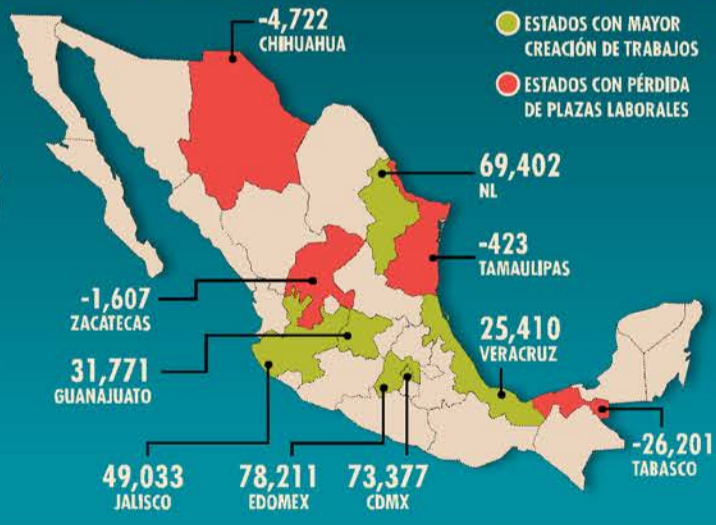 -4,722
CHIHUAHUA
ESTADOS CON MAYOR
CREACIÓN DE TRABAJOS
ESTADOS CON PÉRDIDA
DE PLAZAS LABORALES
69,402
NL
-423
TAMAULIPAS
-1,607
ZACATECAS
31,771
GUANAJUATO
25,410
VERACRUZ
-26,201
TABASCO
49,033
JALISCO
78,211
EDOMEX
73,377
CDMX